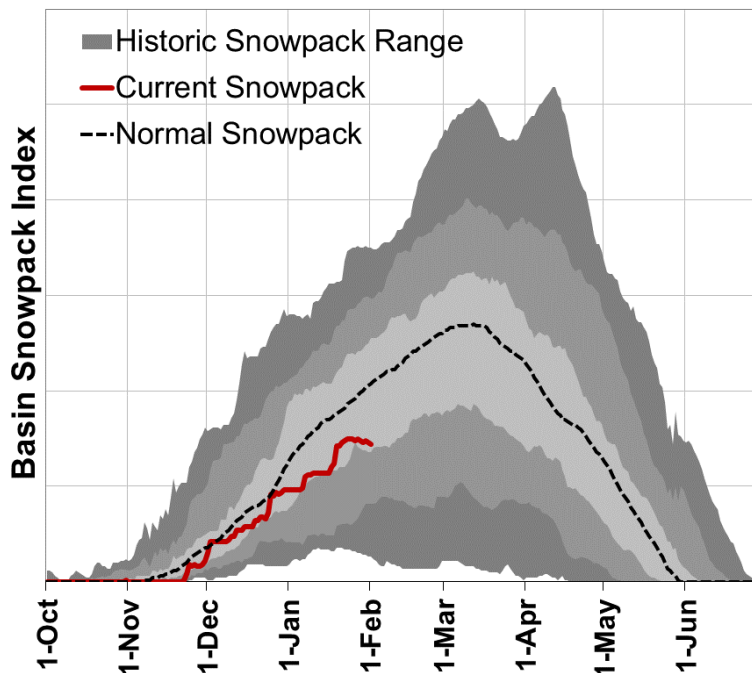 Historic Snowpack Range
Current Snowpack
Normal Snowpack
Basin Snowpack Index
1-Oct
1-Nov
1-Dec
1-Jan
1-Feb
1-Mar
1-Apr
1-May
1-Jun